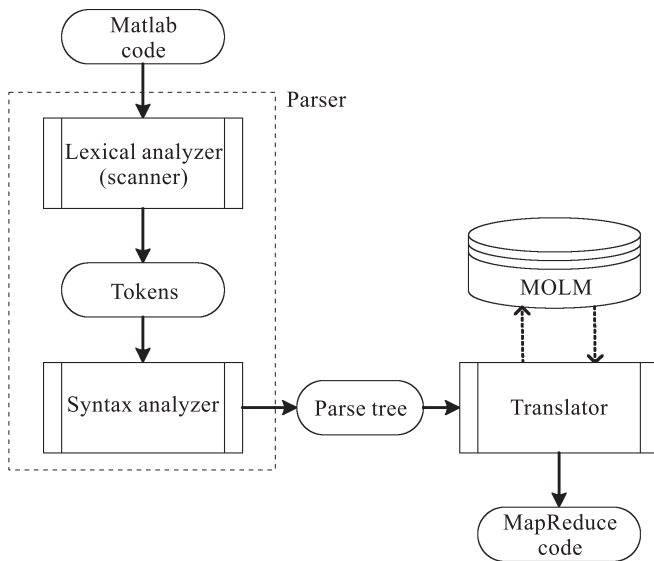 Matlab
code
Parser
Lexical analyzer
(scanner)
Tokens
MOLM
Syntax analyzer
Parse tree
Translator
MapReduce
code